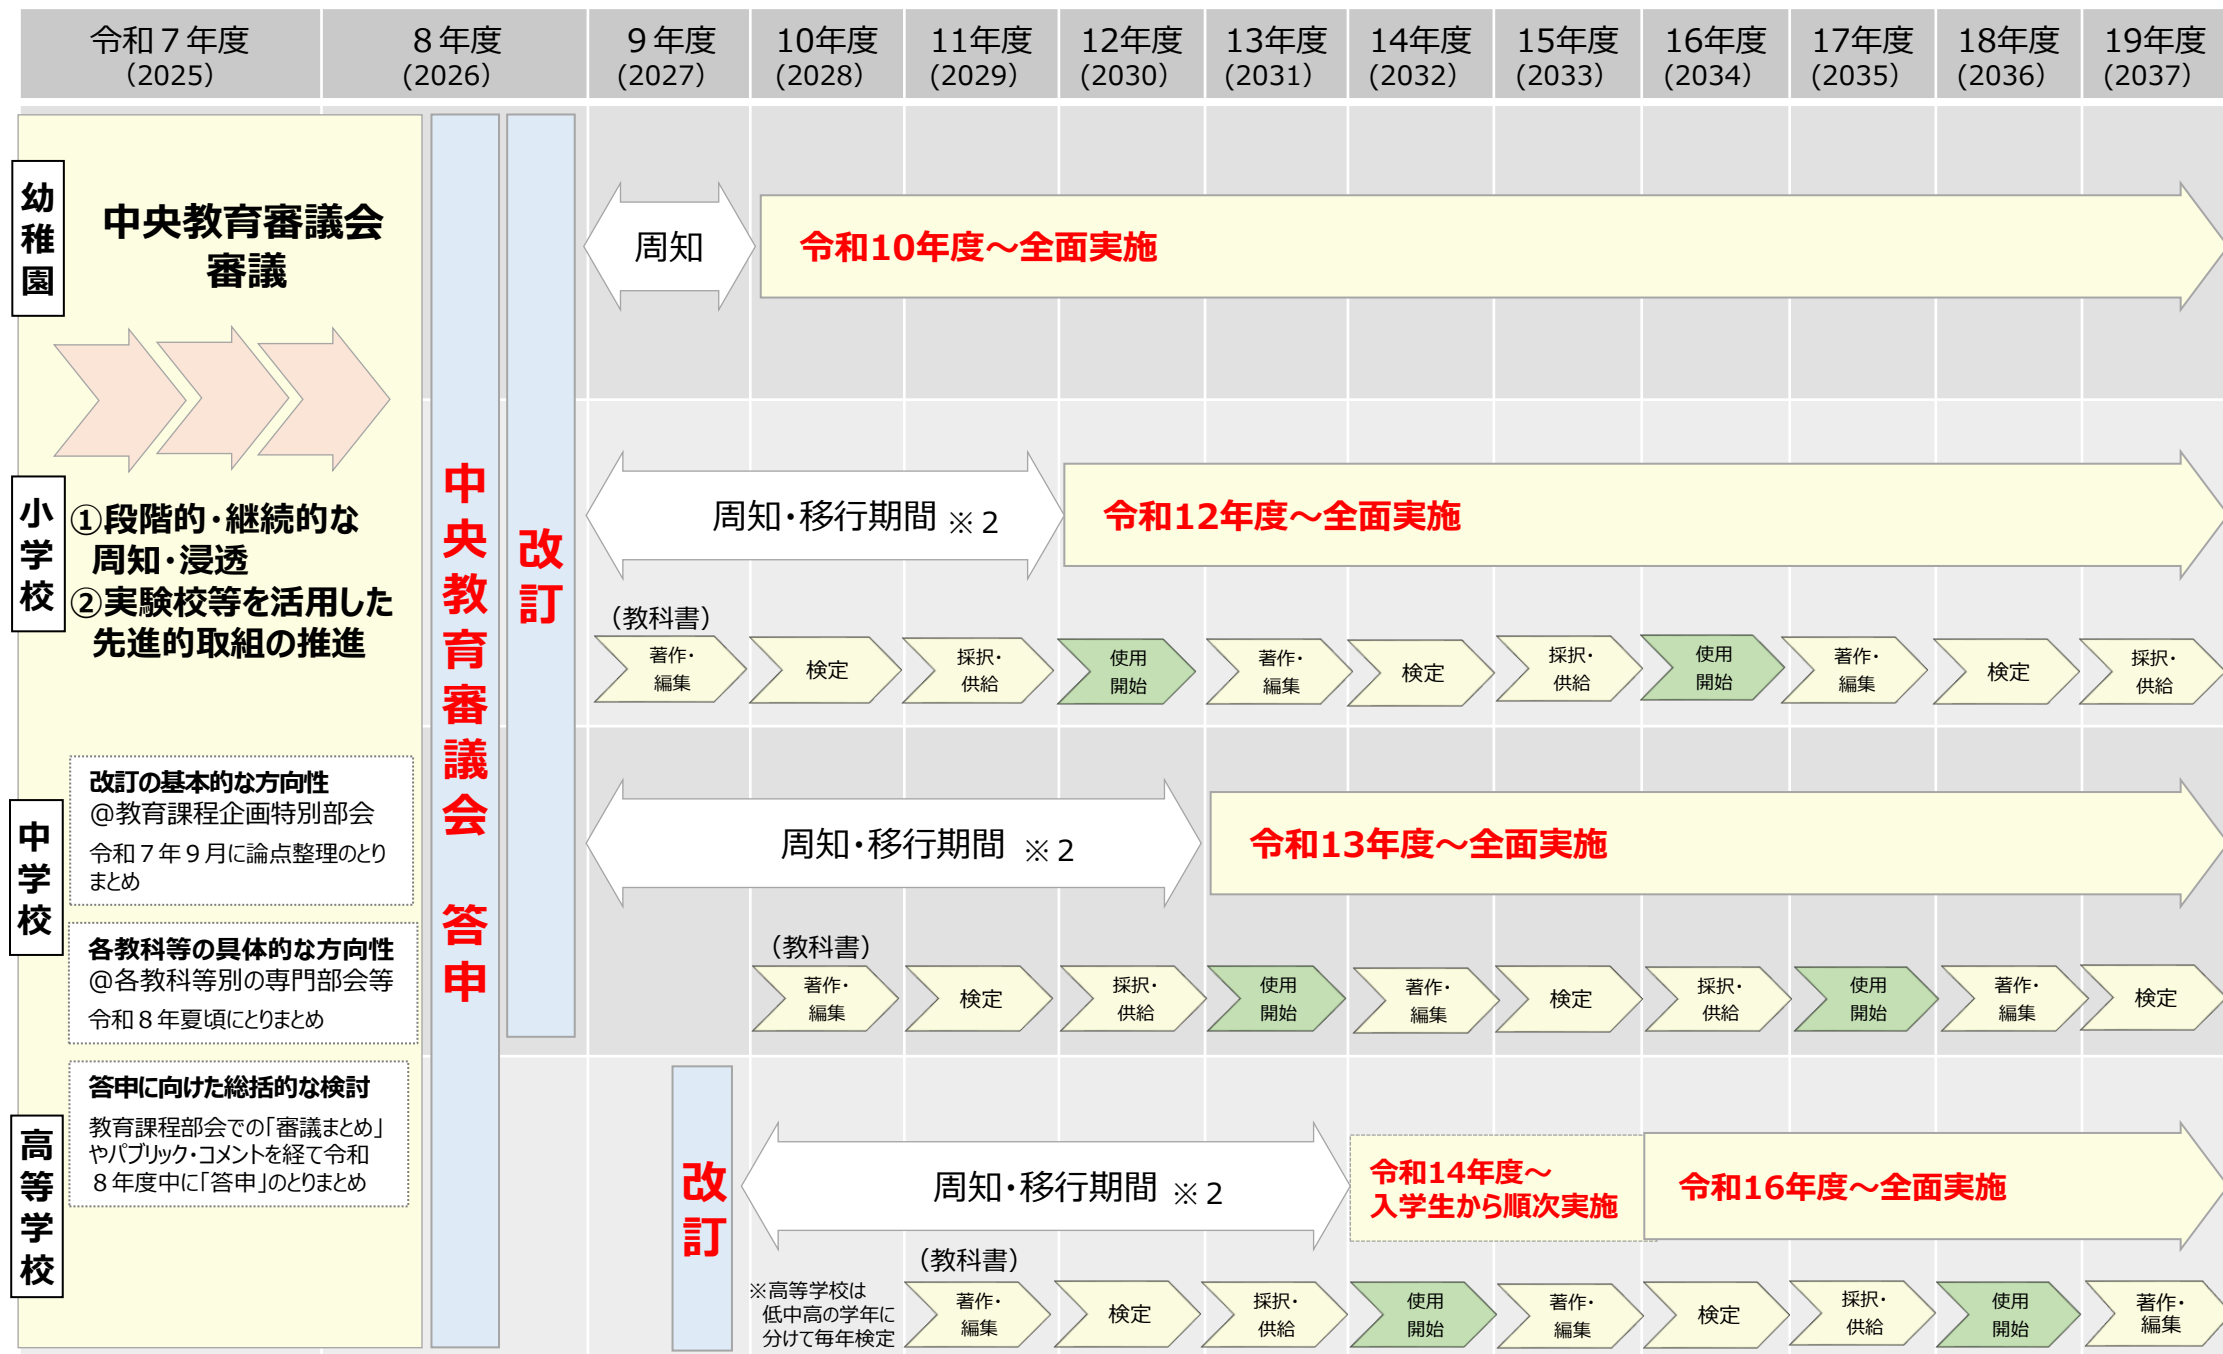 令和７年度
（2025）
８年度
（2026）
９年度
（2027）
10年度
（2028）
11年度
（2029）
12年度
（2030）
13年度
（2031）
14年度
（2032）
15年度
（2033）
16年度
（2034）
17年度
（2035）
18年度
（2036）
19年度
（2037）
幼稚園
中央教育審議会
審議
周知
令和10年度～全面実施
小学校
①段階的・継続的な
周知・浸透
②実験校等を活用した
先進的取組の推進
中央教育審議会　答申
改訂
周知・移行期間 ※２
令和12年度～全面実施
（教科書）
著作・
編集
検定
採択・
供給
使用
開始
著作・
編集
検定
採択・
供給
使用
開始
著作・
編集
検定
採択・
供給
中学校
改訂の基本的な方向性
@教育課程企画特別部会
令和７年９月に論点整理のとり
まとめ
各教科等の具体的な方向性
@各教科等別の専門部会等
令和８年夏頃にとりまとめ
周知・移行期間 ※２
令和13年度～全面実施
（教科書）
著作・
編集
検定
採択・
供給
使用
開始
著作・
編集
検定
採択・
供給
使用
開始
著作・
編集
検定
高等学校
答申に向けた総括的な検討
教育課程部会での「審議まとめ」
やパブリック・コメントを経て令和
８年度中に「答申」のとりまとめ
改訂
周知・移行期間 ※２
令和14年度～
入学生から順次実施
令和16年度～全面実施
※高等学校は
低中高の学年に
分けて毎年検定
（教科書）
著作・
編集
検定
採択・
供給
使用
開始
著作・
編集
検定
採択・
供給
使用
開始
著作・
編集